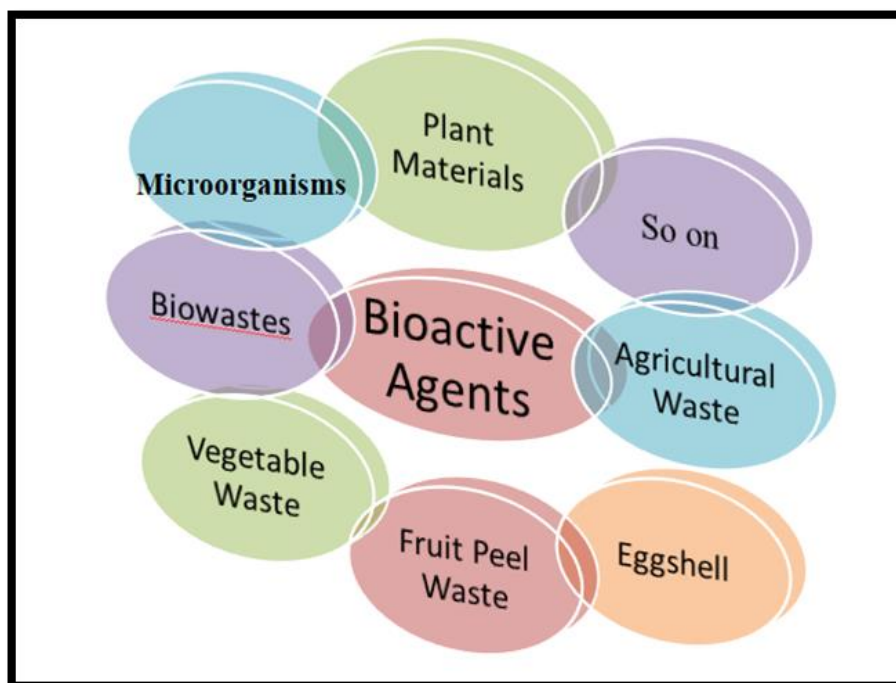 Plant
Materials
Microorganisms
So on
Biowastes
Bioactive
Agents
Agricultural
Waste
Vegetable
Waste
Fruit Peel
Waste
Eggshell